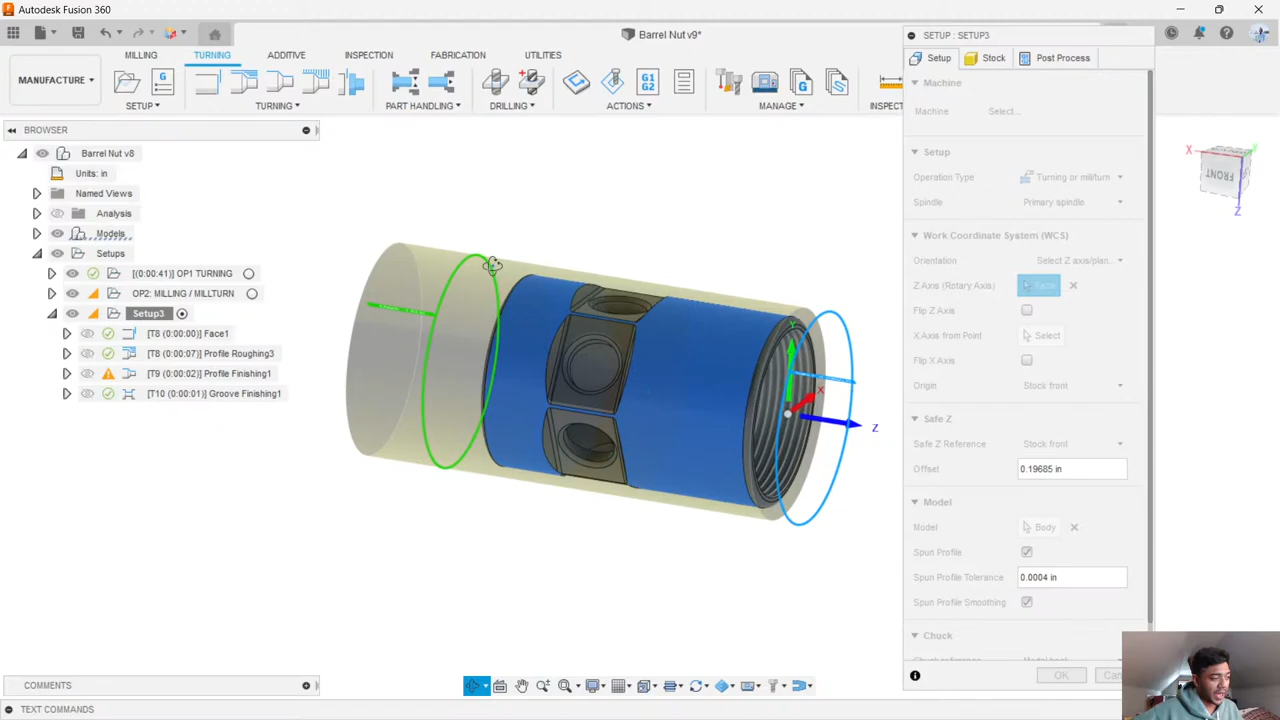 Autodesk Fusion 360
Barrel Nut v9*
MANUFACTURE
MILLING
TURNING
ADDITIVE
INSPECTION
FABRICATION
UTILITIES
G1
G2
SETUP
TURNING
PART HANDLING
DRILLING
ACTIONS
MANAGE
INSPECT
BROWSER
Barrel Nut v8
Units: in
Named Views
Analysis
Models
Setups
[(0:00:41) OP1 TURNING
OP2: MILLING / MILLTURN
Setup3
[T8 (0:00:00) Face1
[T8 (0:00:07) Profile Roughing3
[T9 (0:00:02) Profile Finishing1
[T10 (0:00:01) Groove Finishing1
COMMENTS
TEXT COMMANDS
Y
X
Z
X
Y
FRONT
Z
SETUP : SETUP3
Setup
Stock
Post Process
Machine
Machine Select...
Setup
Operation Type Turning or mill/turn
Spindle Primary spindle
Work Coordinate System (WCS)
Orientation Select Z axis/plan..
Z Axis (Rotary Axis) Face
Flip Z Axis
X Axis from Point Select
Flip X Axis
Origin Stock front
Safe Z
Safe Z Reference Stock front
Offset 0.19685 in
Model
Model Body
Spun Profile
Spun Profile Tolerance 0.0004 in
Spun Profile Smoothing
Chuck
Chuck reference Model back
OK